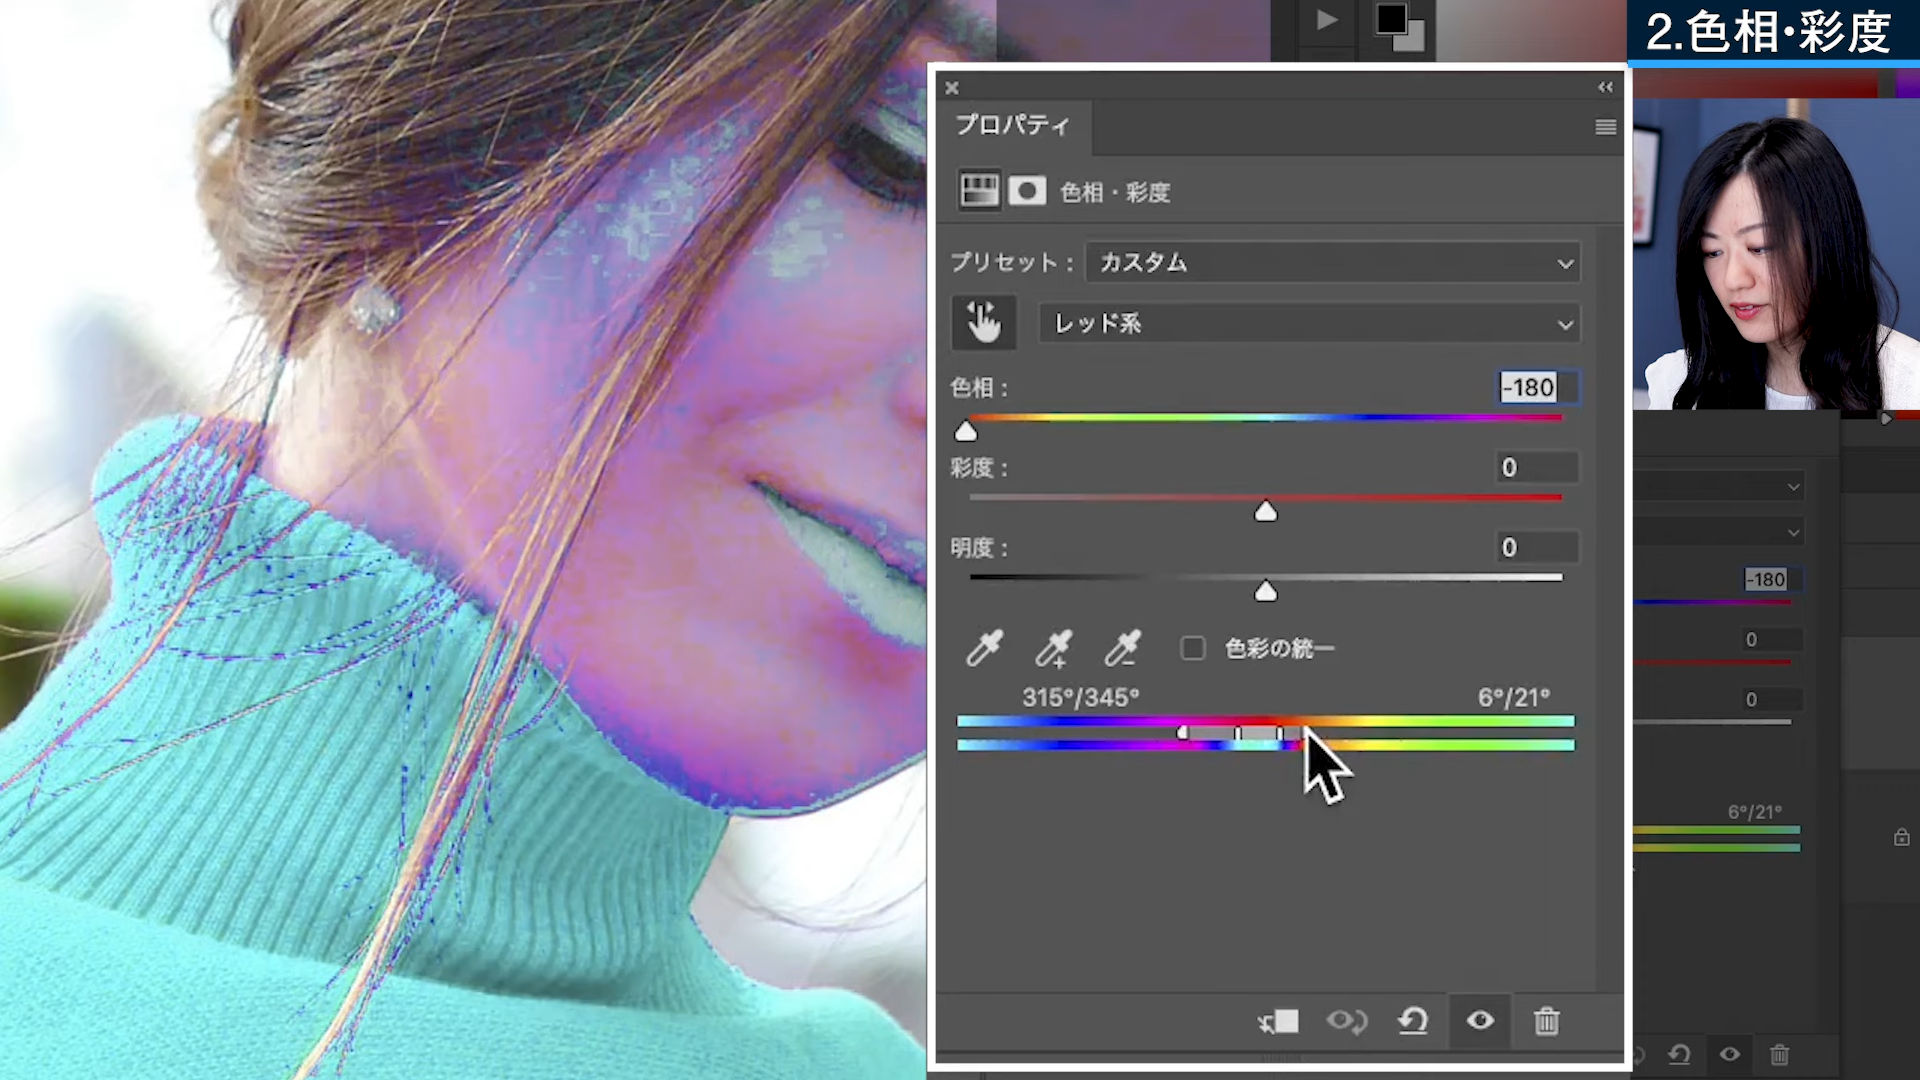 2.色相・彩度
プロパティ
色相・彩度
プリセット： カスタム
レッド系
色相： -180
彩度： 0
明度： 0
色彩の統一
315°/345° 6°/21°
-180
0
0
6°/21°